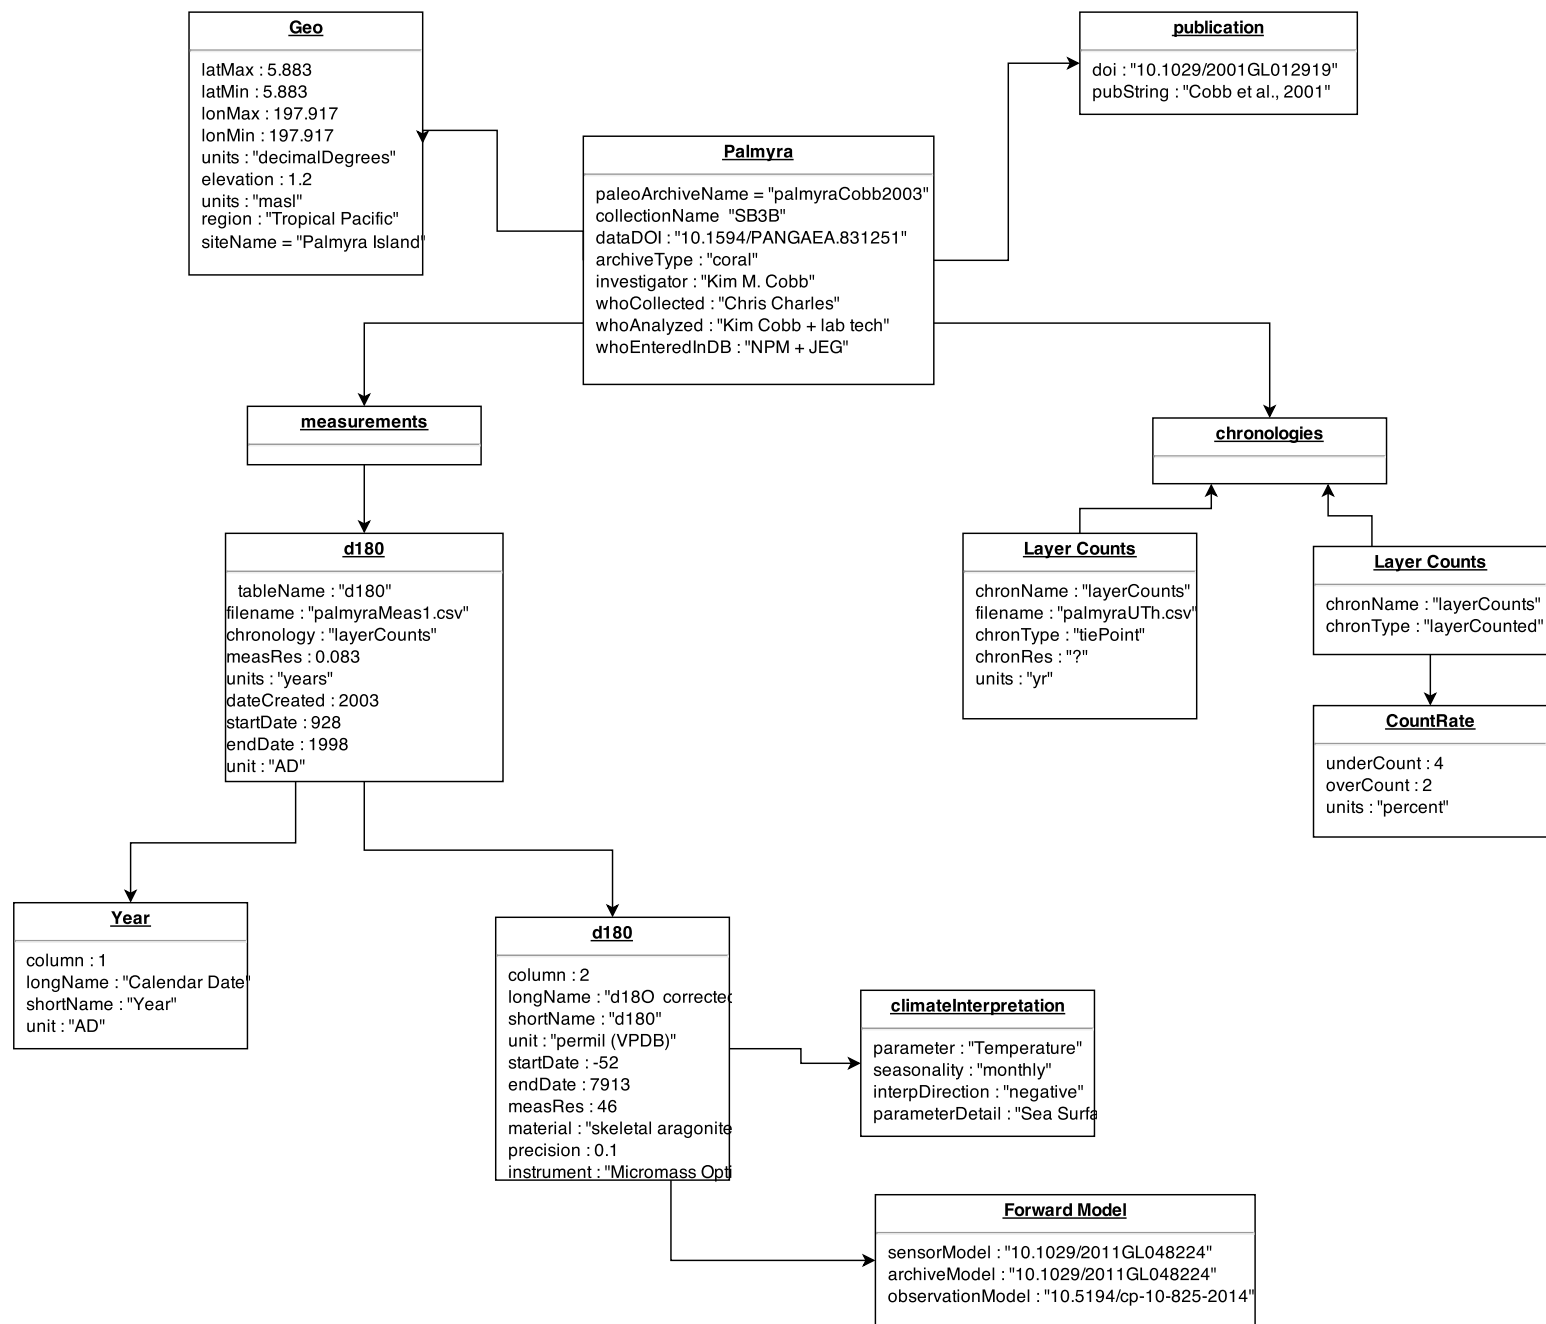 Geo
latMax : 5.883
latMin : 5.883
lonMax : 197.917
lonMin : 197.917
units : "decimalDegrees"
elevation : 1.2
units : "masl"
region : "Tropical Pacific"
siteName = "Palmyra Island"
publication
doi : "10.1029/2001GL012919"
pubString : "Cobb et al., 2001"
Palmyra
paleoArchiveName = "palmyraCobb2003"
collectionName "SB3B"
dataDOI : "10.1594/PANGAEA.831251"
archiveType : "coral"
investigator : "Kim M. Cobb"
whoCollected : "Chris Charles"
whoAnalyzed : "Kim Cobb + lab tech"
whoEnteredInDB : "NPM + JEG"
measurements
chronologies
d180
tableName : "d180"
filename : "palmyraMeas1.csv"
chronology : "layerCounts"
measRes : 0.083
units : "years"
dateCreated : 2003
startDate : 928
endDate : 1998
unit : "AD"
Layer Counts
chronName : "layerCounts"
filename : "palmyraUTh.csv"
chronType : "tiePoint"
chronRes : "?"
units : "yr"
Layer Counts
chronName : "layerCounts"
chronType : "layerCounted"
CountRate
underCount : 4
overCount : 2
units : "percent"
Year
column : 1
longName : "Calendar Date"
shortName : "Year"
unit : "AD"
d180
column : 2
longName : "d18O corrected
shortName : "d180"
unit : "permil (VPDB)"
startDate : -52
endDate : 7913
measRes : 46
material : "skeletal aragonite
precision : 0.1
instrument : "Micromass Opti
climateInterpretation
parameter : "Temperature"
seasonality : "monthly"
interpDirection : "negative"
parameterDetail : "Sea Surfa
Forward Model
sensorModel : "10.1029/2011GL048224"
archiveModel : "10.1029/2011GL048224"
observationModel : "10.5194/cp-10-825-2014"